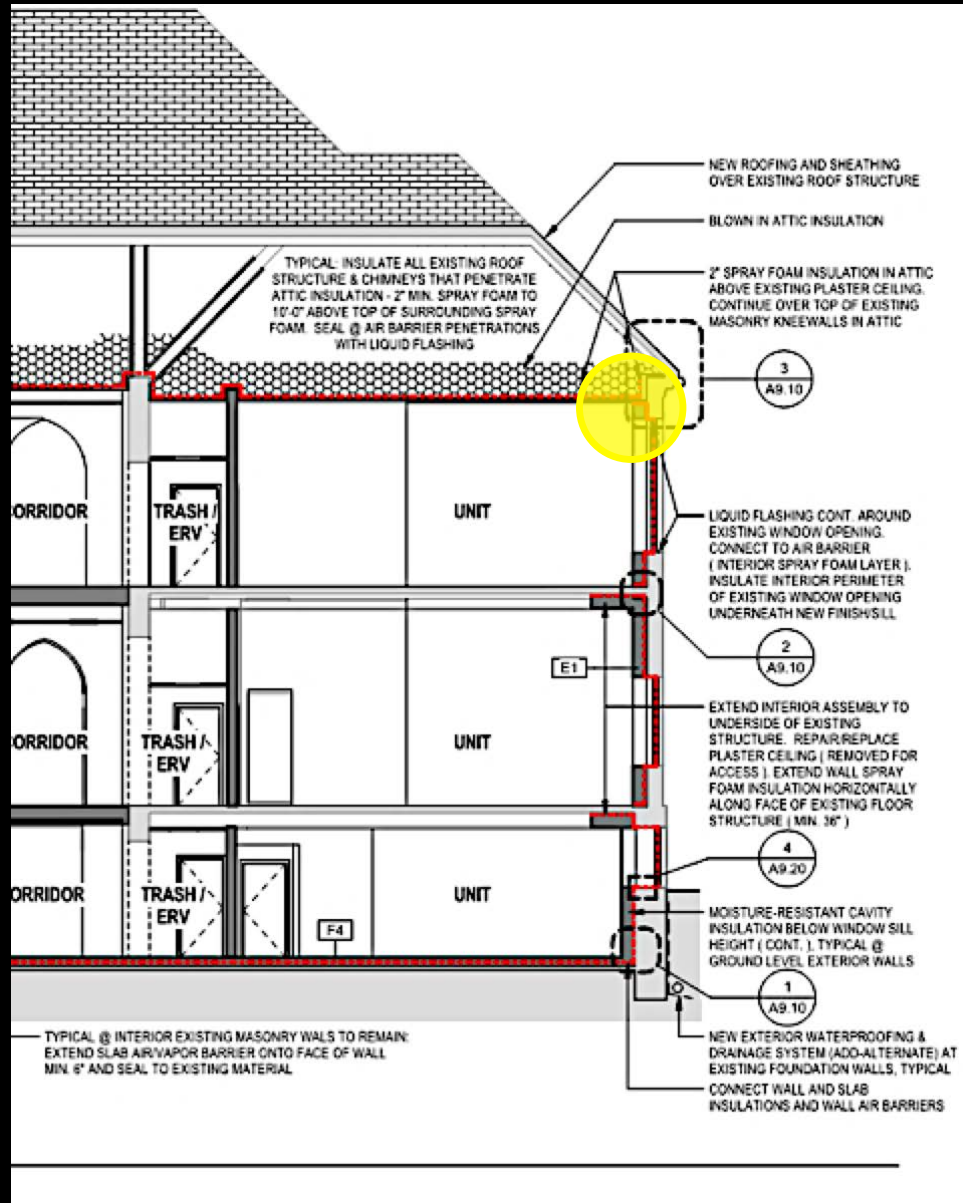 NEW ROOFING AND SHEATHING
OVER EXISTING ROOF STRUCTURE
BLOWN IN ATTIC INSULATION
TYPICAL: INSULATE ALL EXISTING ROOF
STRUCTURE & CHIMNEYS THAT PENETRATE
ATTIC INSULATION - 2" MIN. SPRAY FOAM TO
10'-0" ABOVE TOP OF SURROUNDING SPRAY
FOAM. SEAL @ AIR BARRIER PENETRATIONS
WITH LIQUID FLASHING
2" SPRAY FOAM INSULATION IN ATTIC
ABOVE EXISTING PLASTER CEILING.
CONTINUE OVER TOP OF EXISTING
MASONRY KNEEWALLS IN ATTIC
3
A9.10
CORRIDOR
TRASH /
ERV
UNIT
LIQUID FLASHING CONT. AROUND
EXISTING WINDOW OPENING.
CONNECT TO AIR BARRIER
( INTERIOR SPRAY FOAM LAYER ).
INSULATE INTERIOR PERIMETER
OF EXISTING WINDOW OPENING
UNDERNEATH NEW FINISH/SILL
2
A9.10
E1
CORRIDOR
TRASH /
ERV
UNIT
EXTEND INTERIOR ASSEMBLY TO
UNDERSIDE OF EXISTING
STRUCTURE. REPAIR/REPLACE
PLASTER CEILING ( REMOVED FOR
ACCESS ). EXTEND WALL SPRAY
FOAM INSULATION HORIZONTALLY
ALONG FACE OF EXISTING FLOOR
STRUCTURE ( MIN. 36" )
4
A9.20
CORRIDOR
TRASH /
ERV
UNIT
F4
MOISTURE-RESISTANT CAVITY
INSULATION BELOW WINDOW SILL
HEIGHT ( CONT. ), TYPICAL @
GROUND LEVEL EXTERIOR WALLS
1
A9.10
TYPICAL @ INTERIOR EXISTING MASONRY WALS TO REMAIN:
EXTEND SLAB AIR/VAPOR BARRIER ONTO FACE OF WALL
MIN. 6" AND SEAL TO EXISTING MATERIAL
NEW EXTERIOR WATERPROOFING &
DRAINAGE SYSTEM (ADD-ALTERNATE) AT
EXISTING FOUNDATION WALLS, TYPICAL
CONNECT WALL AND SLAB
INSULATIONS AND WALL AIR BARRIERS